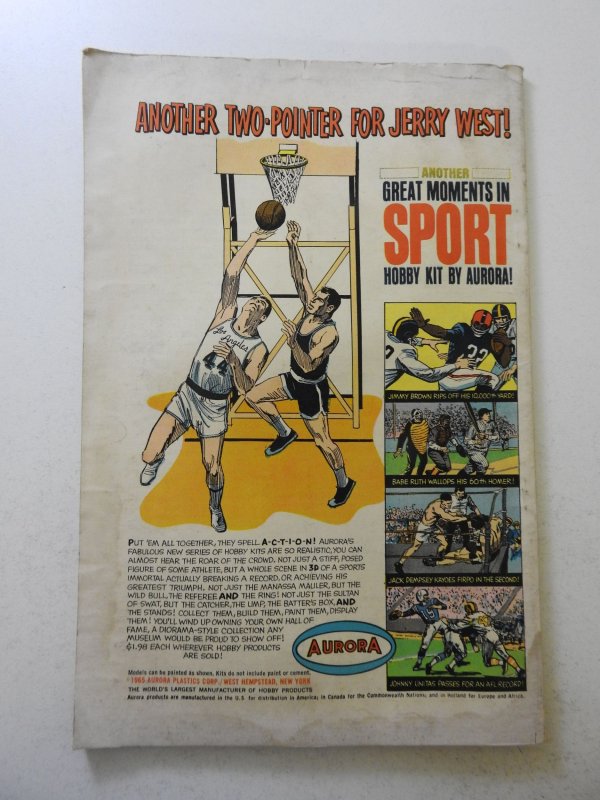 ANOTHER TWO-POINTER FOR JERRY WEST!
ANOTHER
GREAT MOMENTS IN
SPORT
HOBBY KIT BY AURORA!
Los Angeles
44
32
JIMMY BROWN RIPS OFF HIS 10,000TH YARD!
BABE RUTH WALLOPS HIS 60TH HOMER!
JACK DEMPSEY KAYOES FIRPO IN THE SECOND!
JOHNNY UNITAS PASSES FOR AN AFL RECORD!
PUT 'EM ALL TOGETHER, THEY SPELL A-C-T-I-O-N! AURORA'S
FABULOUS NEW SERIES OF HOBBY KITS ARE SO REALISTIC, YOU CAN
ALMOST HEAR THE ROAR OF THE CROWD. NOT JUST A STIFF, POSED
FIGURE OF SOME ATHLETE, BUT A WHOLE SCENE IN 3D OF A SPORTS
IMMORTAL ACTUALLY BREAKING A RECORD, OR ACHIEVING HIS
GREATEST TRIUMPH. NOT JUST THE MANASSA MAULER, BUT THE
WILD BULL, THE REFEREE AND THE RING! NOT JUST THE SULTAN
OF SWAT, BUT THE CATCHER, THE UMP, THE BATTER'S BOX, AND
THE STANDS! COLLECT THEM, BUILD THEM, PAINT THEM, DISPLAY
THEM! YOU'LL WIND UP OWNING YOUR OWN HALL OF
FAME, A DIORAMA-STYLE COLLECTION ANY
MUSEUM WOULD BE PROUD TO SHOW OFF!
$1.98 EACH WHEREVER HOBBY PRODUCTS
ARE SOLD!
AURORA
Models can be painted as shown. Kits do not include paint or cement.
©1965 AURORA PLASTICS CORP./WEST HEMPSTEAD, NEW YORK
THE WORLD'S LARGEST MANUFACTURER OF HOBBY PRODUCTS
Aurora products are manufactured in the U.S. for distribution in America; in Canada for the Commonwealth Nations; and in Holland for Europe and Africa.